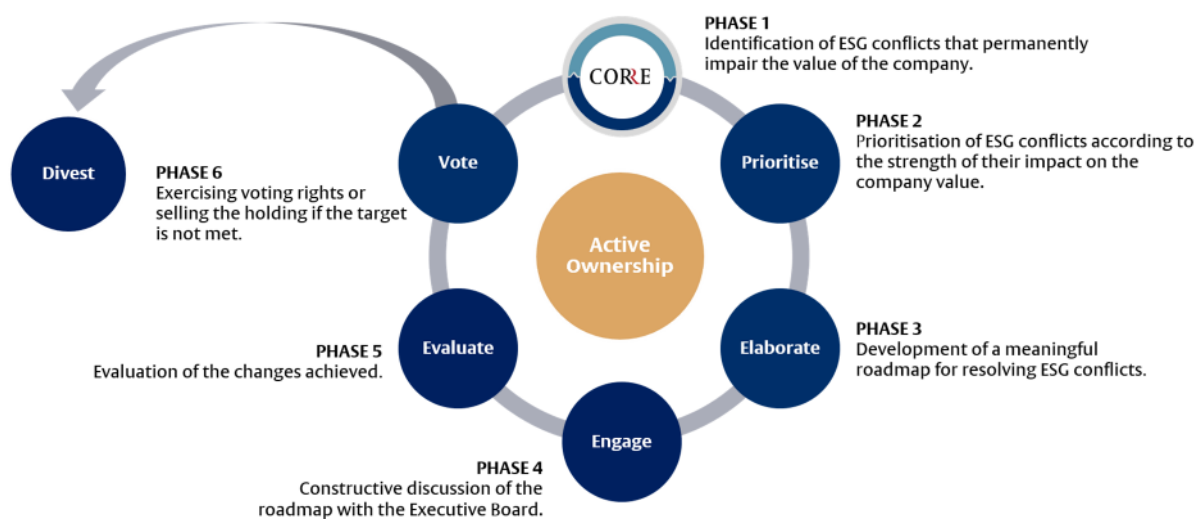 PHASE 1
Identification of ESG conflicts that permanently
impair the value of the company.
CORRE
PHASE 2
Prioritisation of ESG conflicts according to
the strength of their impact on the
company value.
Prioritise
Vote
Divest
PHASE 6
Exercising voting rights or
selling the holding if the target
is not met.
Active
Ownership
PHASE 3
Development of a meaningful
roadmap for resolving ESG conflicts.
Elaborate
Evaluate
PHASE 5
Evaluation of the changes achieved.
Engage
PHASE 4
Constructive discussion of the
roadmap with the Executive Board.